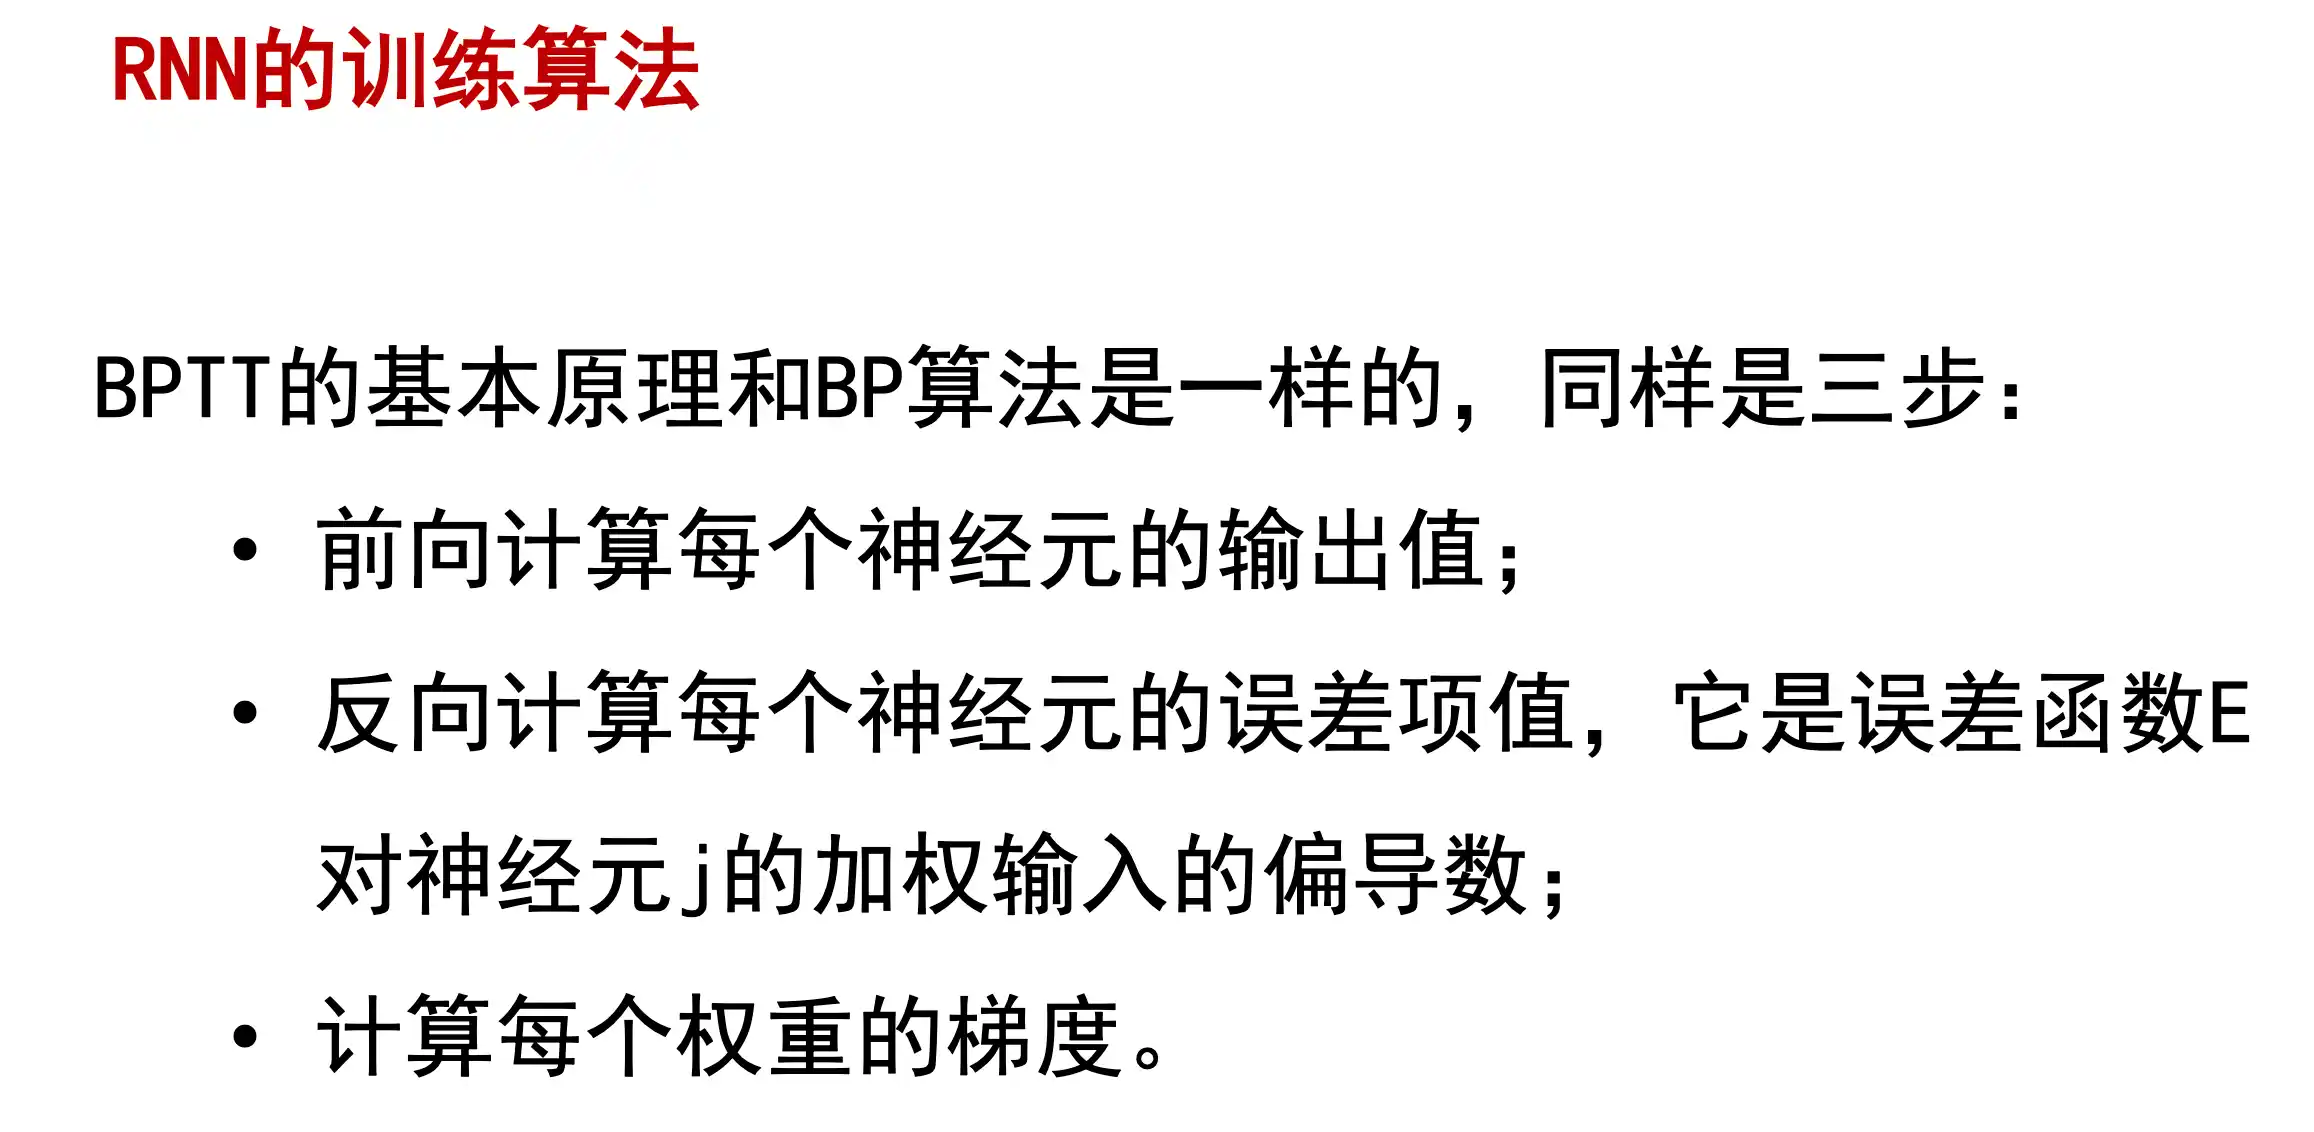 RNN的训练算法
BPTT的基本原理和BP算法是一样的，同样是三步：
• 前向计算每个神经元的输出值；
• 反向计算每个神经元的误差项值，它是误差函数E
对神经元j的加权输入的偏导数；
• 计算每个权重的梯度。